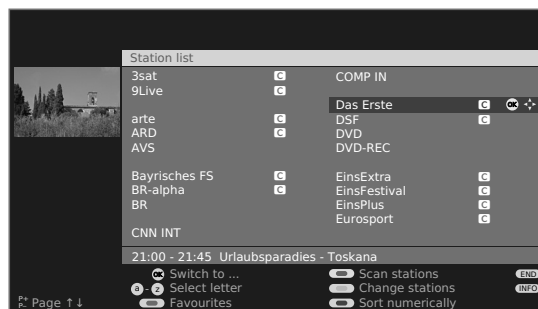 Station list
3sat C
9Live C
arte C
ARD C
AVS
Bayrisches FS C
BR-alpha C
BR
CNN INT
COMP IN
Das Erste C OK
DSF C
DVD
DVD-REC
EinsExtra C
EinsFestival C
EinsPlus C
Eurosport C
21:00 - 21:45 Urlaubsparadies - Toskana
OK Switch to ... Scan stations END
a - z Select letter Change stations INFO
P+ P- Page ↑↓ Favourites Sort numerically